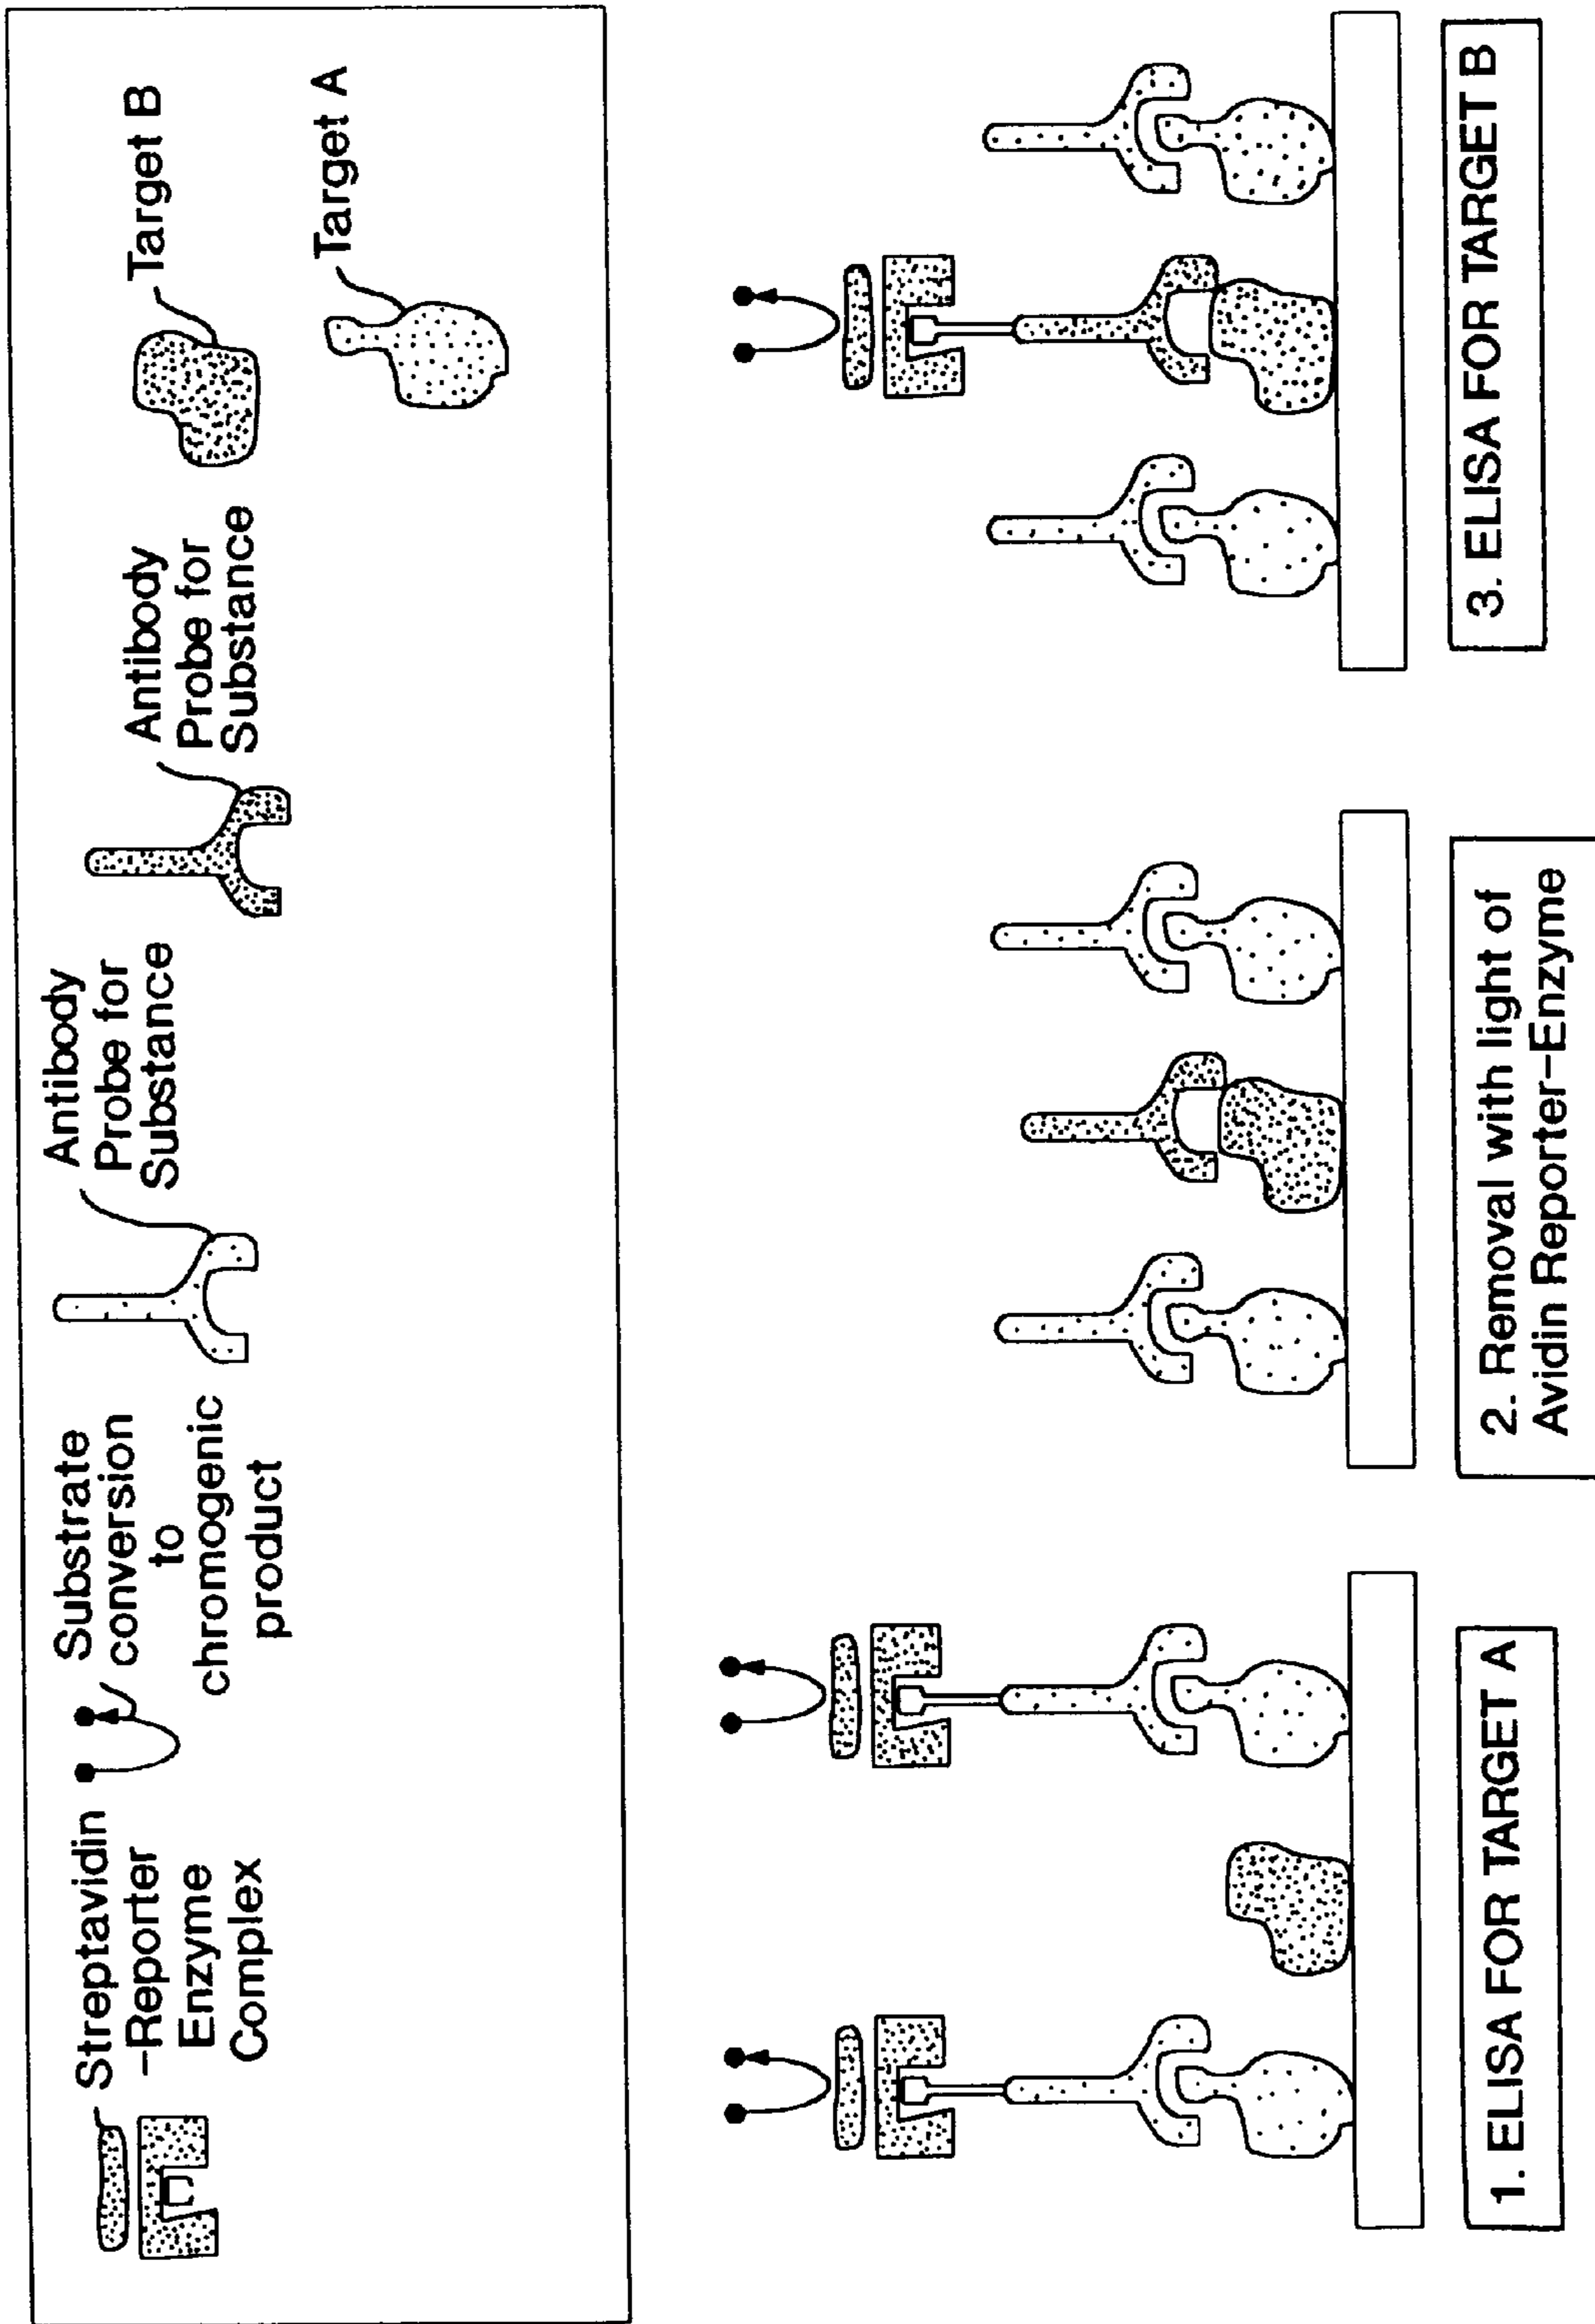 Streptavidin
-Reporter
Enzyme
Complex
Substrate
conversion
to
chromogenic
product
Antibody
Probe for
Substance
Antibody
Probe for
Substance
Target B
Target A
1. ELISA FOR TARGET A
2. Removal with light of
Avidin Reporter-Enzyme
3. ELISA FOR TARGET B